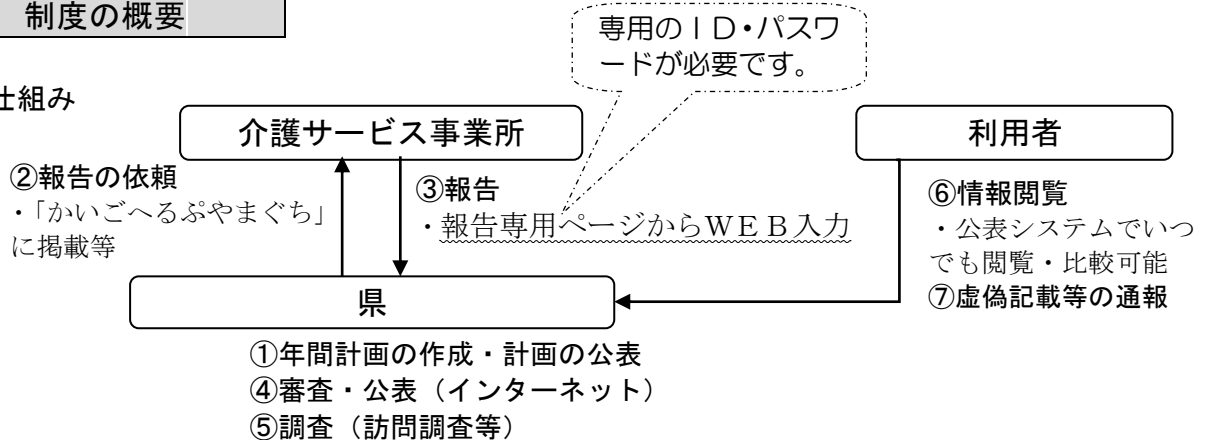 制度の概要
仕組み
専用のＩＤ・パスワ
ードが必要です。
介護サービス事業所
利用者
②報告の依頼
・「かいごへるぷやまぐち」
に掲載等
③報告
・報告専用ページからＷＥＢ入力
⑥情報閲覧
・公表システムでいつ
でも閲覧・比較可能
⑦虚偽記載等の通報
県
①年間計画の作成・計画の公表
④審査・公表（インターネット）
⑤調査（訪問調査等）